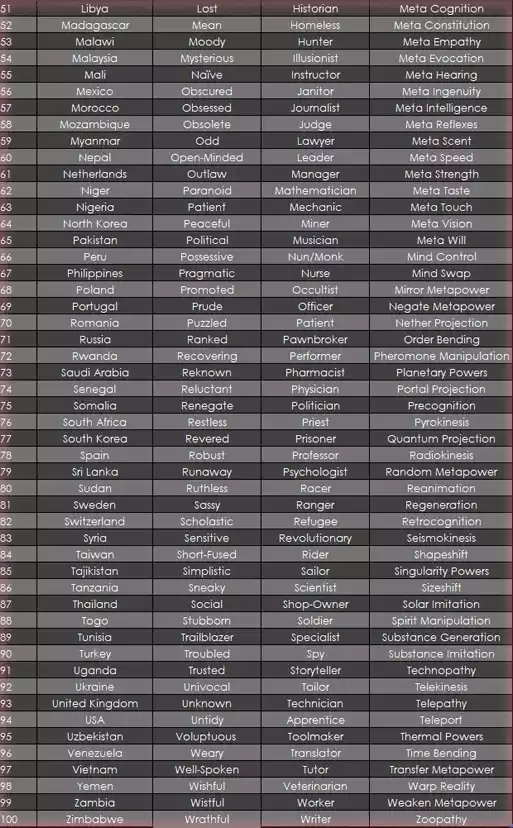 51 Libya Lost Historian Meta Cognition
52 Madagascar Mean Homeless Meta Constitution
53 Malawi Moody Hunter Meta Empathy
54 Malaysia Mysterious Illusionist Meta Evocation
55 Mali Naïve Instructor Meta Hearing
56 Mexico Obscured Janitor Meta Ingenuity
57 Morocco Obsessed Journalist Meta Intelligence
58 Mozambique Obsolete Judge Meta Reflexes
59 Myanmar Odd Lawyer Meta Scent
60 Nepal Open-Minded Leader Meta Speed
61 Netherlands Outlaw Manager Meta Strength
62 Niger Paranoid Mathematician Meta Taste
63 Nigeria Patient Mechanic Meta Touch
64 North Korea Peaceful Miner Meta Vision
65 Pakistan Political Musician Meta Will
66 Peru Possessive Nun/Monk Mind Control
67 Philippines Pragmatic Nurse Mind Swap
68 Poland Promoted Occultist Mirror Metapower
69 Portugal Prude Officer Negate Metapower
70 Romania Puzzled Patient Nether Projection
71 Russia Ranked Pawnbroker Order Bending
72 Rwanda Recovering Performer Pheromone Manipulation
73 Saudi Arabia Reknown Pharmacist Planetary Powers
74 Senegal Reluctant Physician Portal Projection
75 Somalia Renegate Politician Precognition
76 South Africa Restless Priest Pyrokinesis
77 South Korea Revered Prisoner Quantum Projection
78 Spain Robust Professor Radiokinesis
79 Sri Lanka Runaway Psychologist Random Metapower
80 Sudan Ruthless Racer Reanimation
81 Sweden Sassy Ranger Regeneration
82 Switzerland Scholastic Refugee Retrocognition
83 Syria Sensitive Revolutionary Seismokinesis
84 Taiwan Short-Fused Rider Shapeshift
85 Tajikistan Simplistic Sailor Singularity Powers
86 Tanzania Sneaky Scientist Sizeshift
87 Thailand Social Shop-Owner Solar Imitation
88 Togo Stubborn Soldier Spirit Manipulation
89 Tunisia Trailblazer Specialist Substance Generation
90 Turkey Troubled Spy Substance Imitation
91 Uganda Trusted Storyteller Technopathy
92 Ukraine Univocal Tailor Telekinesis
93 United Kingdom Unknown Technician Telepathy
94 USA Untidy Apprentice Teleport
95 Uzbekistan Voluptuous Toolmaker Thermal Powers
96 Venezuela Weary Translator Time Bending
97 Vietnam Well-Spoken Tutor Transfer Metapower
98 Yemen Wishful Veterinarian Warp Reality
99 Zambia Wistful Worker Weaken Metapower
100 Zimbabwe Wrathful Writer Zoopathy